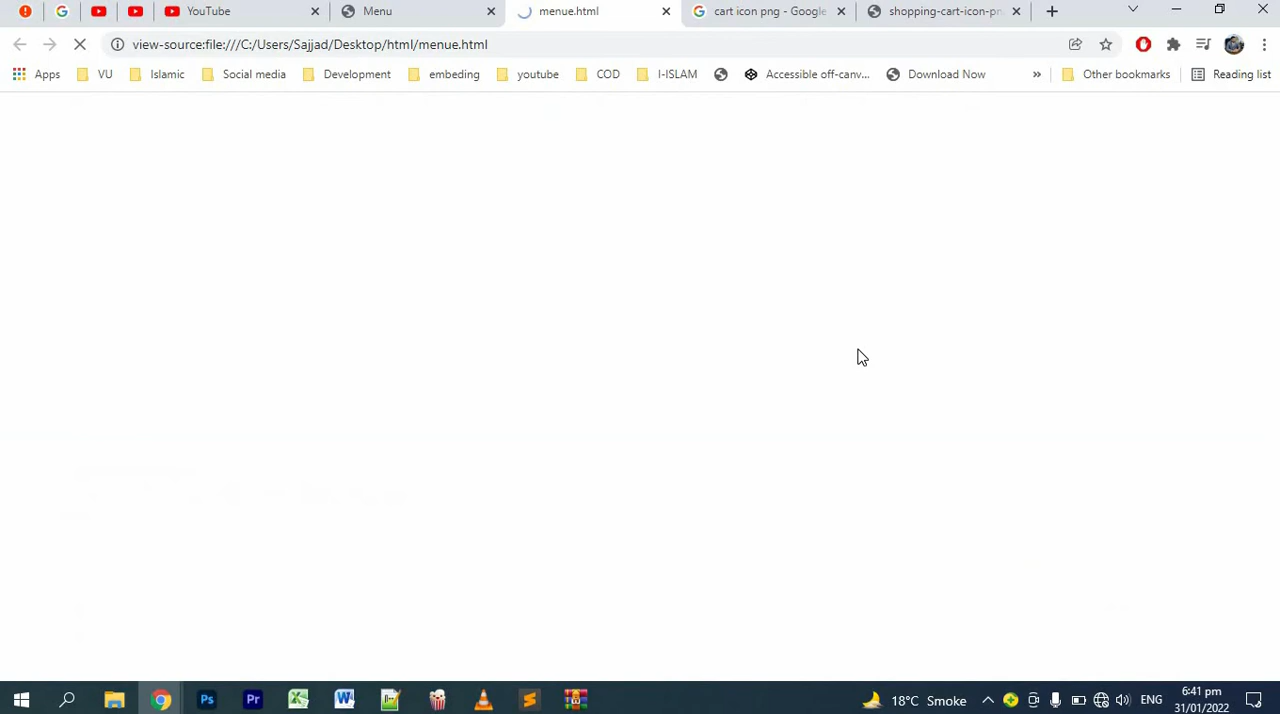 YouTube
Menu
menue.html
cart icon png - Google
shopping-cart-icon-pn
view-source:file:///C:/Users/Sajjad/Desktop/html/menue.html
Apps
VU
Islamic
Social media
Development
embeding
youtube
COD
I-ISLAM
Accessible off-canv...
Download Now
»
Other bookmarks
Reading list
Ps
Pr
18°C Smoke
ENG
6:41 pm
31/01/2022